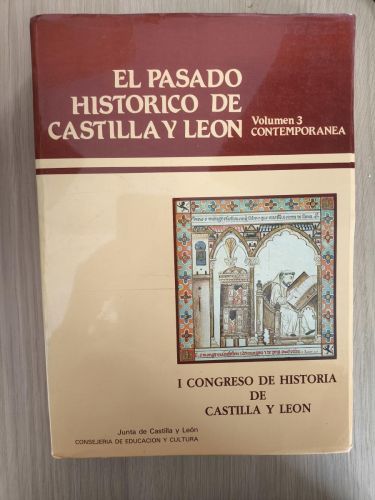 EL PASADO
HISTORICO DE
CASTILLA Y LEON
Volumen 3
CONTEMPORANEA
I CONGRESO DE HISTORIA
DE
CASTILLA Y LEON
Junta de Castilla y León
CONSEJERIA DE EDUCACION Y CULTURA